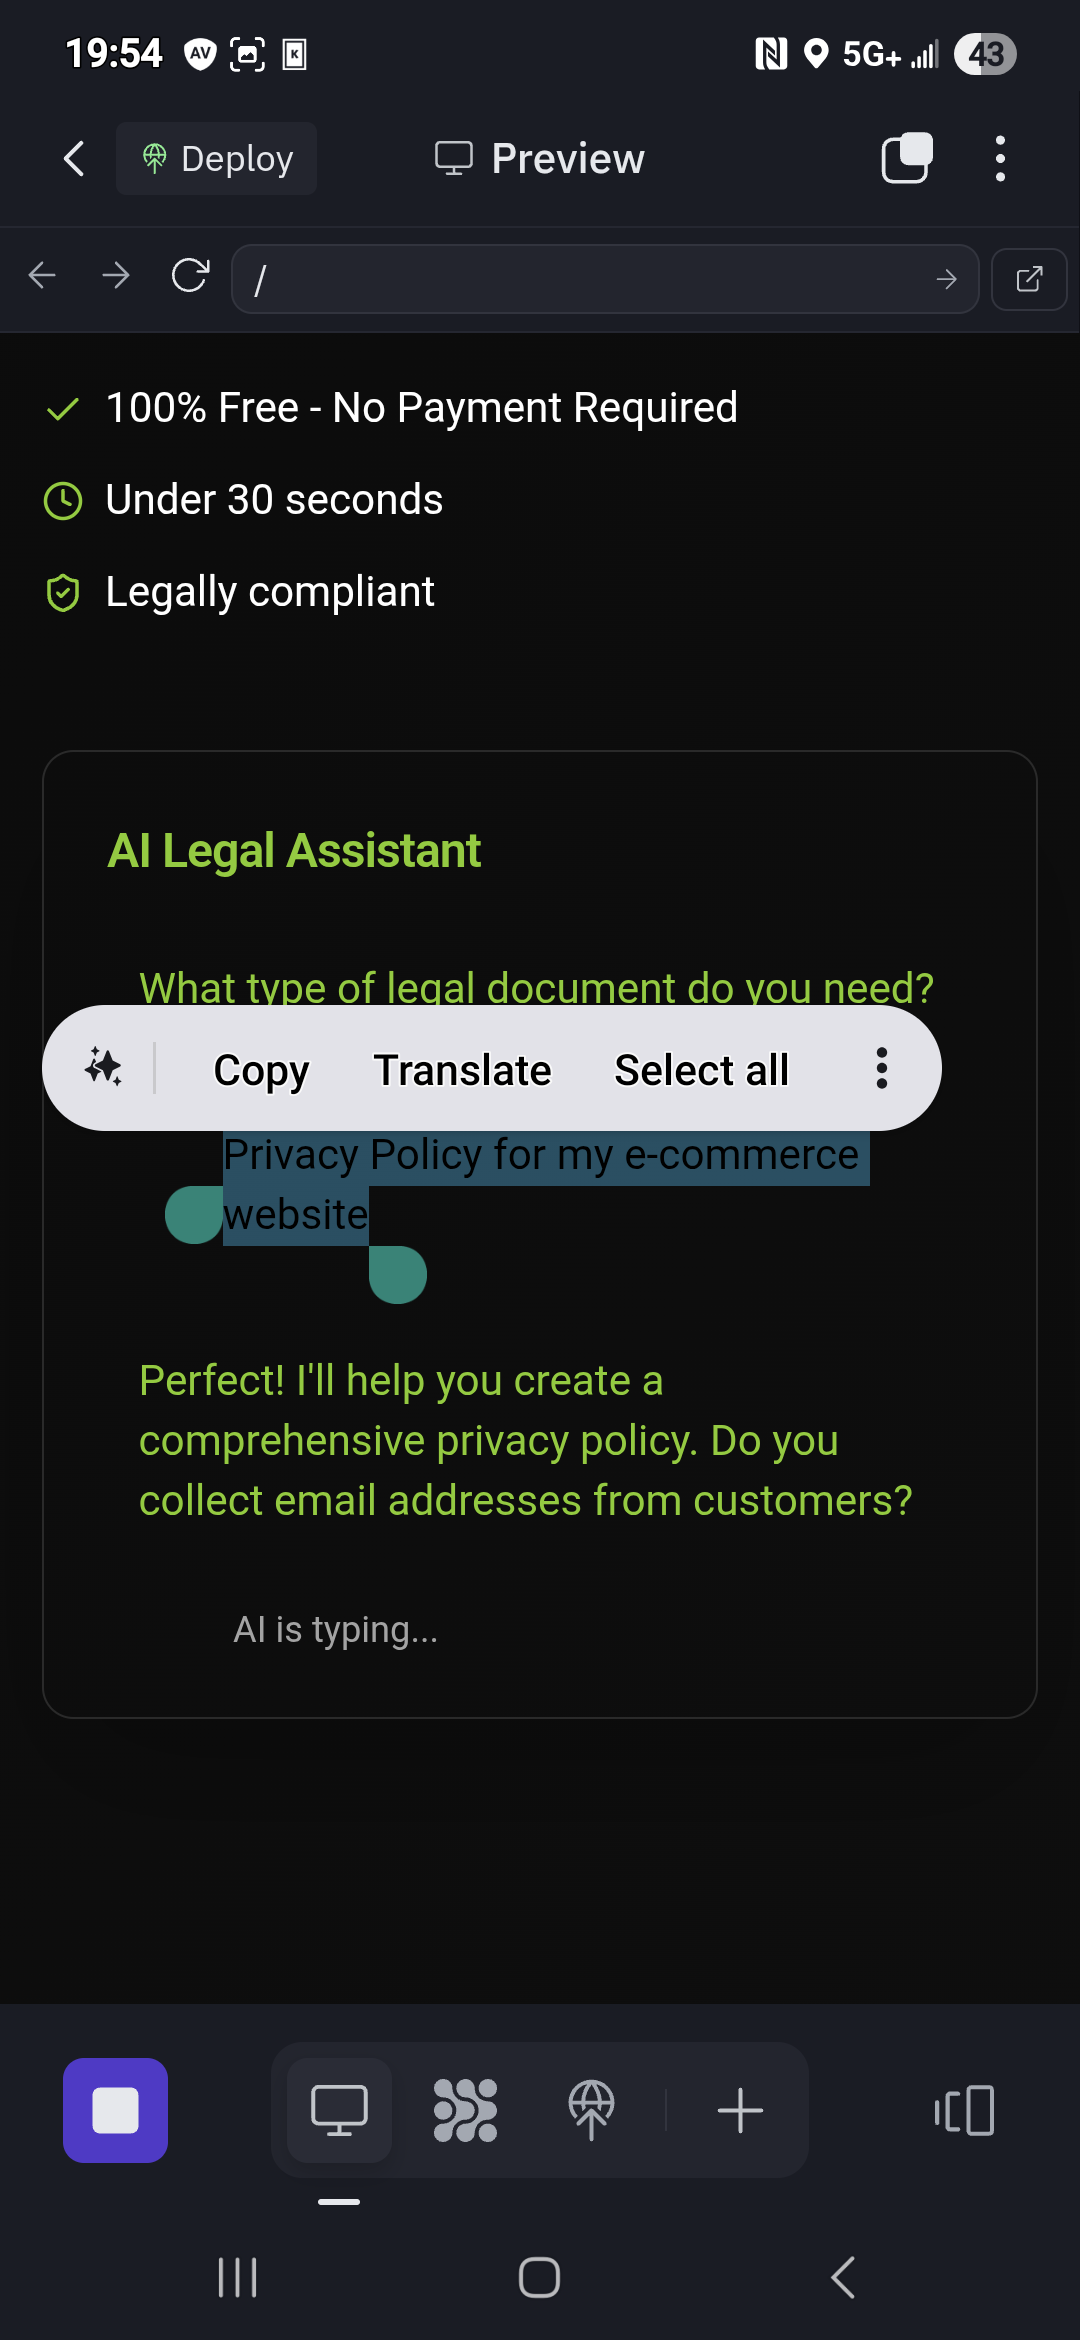 19:54 AV K 5G+ 43
Deploy Preview
/
100% Free - No Payment Required
Under 30 seconds
Legally compliant
AI Legal Assistant
What type of legal document do you need?
Copy Translate Select all
Privacy Policy for my e-commerce
website
Perfect! I'll help you create a
comprehensive privacy policy. Do you
collect email addresses from customers?
AI is typing...